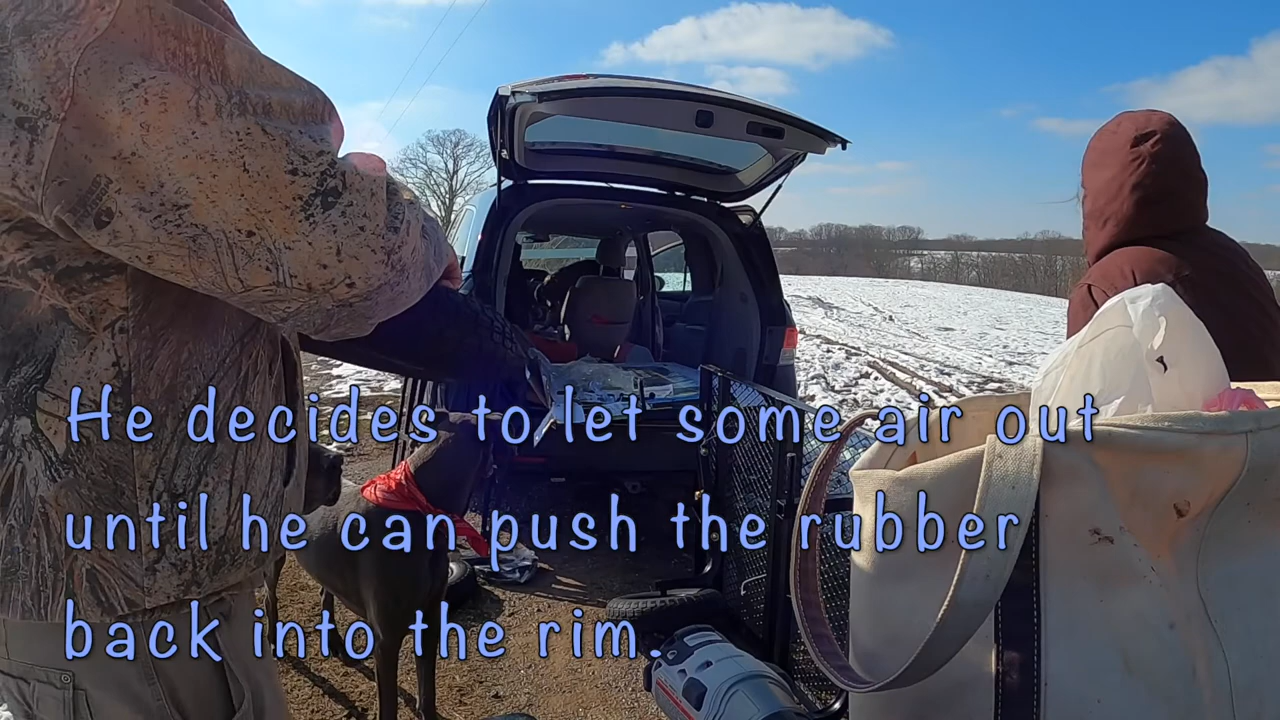 He decides to let some air out
until he can push the rubber
back into the rim.